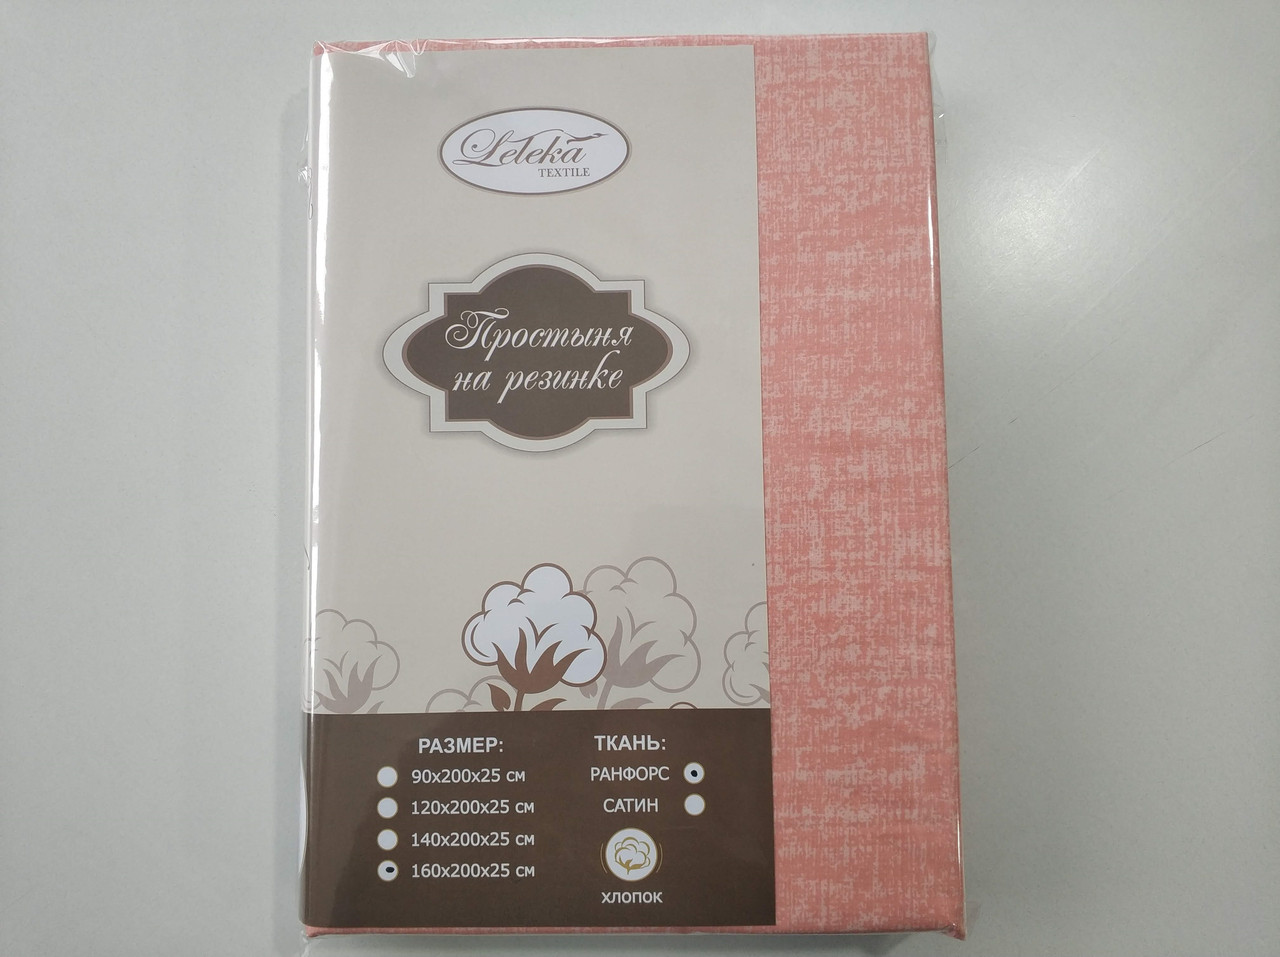 Leleka
TEXTILE
Простыня
на резинке
РАЗМЕР:
90х200х25 см
120х200х25 см
140х200х25 см
160х200х25 см
ТКАНЬ:
РАНФОРС
САТИН
ХЛОПОК